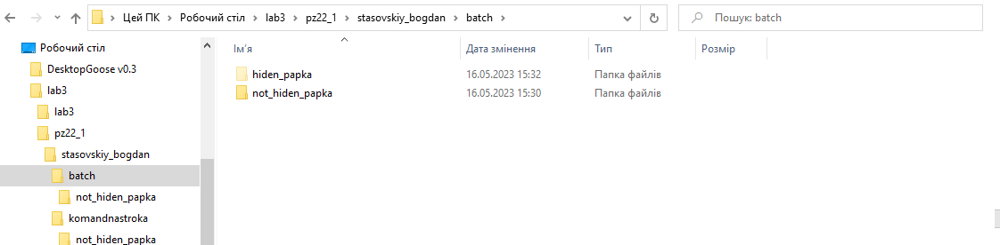 Цей ПК › Робочий стіл › lab3 › pz22_1 › stasovskiy_bogdan › batch ›
Пошук: batch
Робочий стіл
DesktopGoose v0.3
lab3
lab3
pz22_1
stasovskiy_bogdan
batch
not_hiden_papka
komandnastroka
not_hiden_papka
Ім'я Дата змінення Тип Розмір
hiden_papka 16.05.2023 15:32 Папка файлів
not_hiden_papka 16.05.2023 15:30 Папка файлів